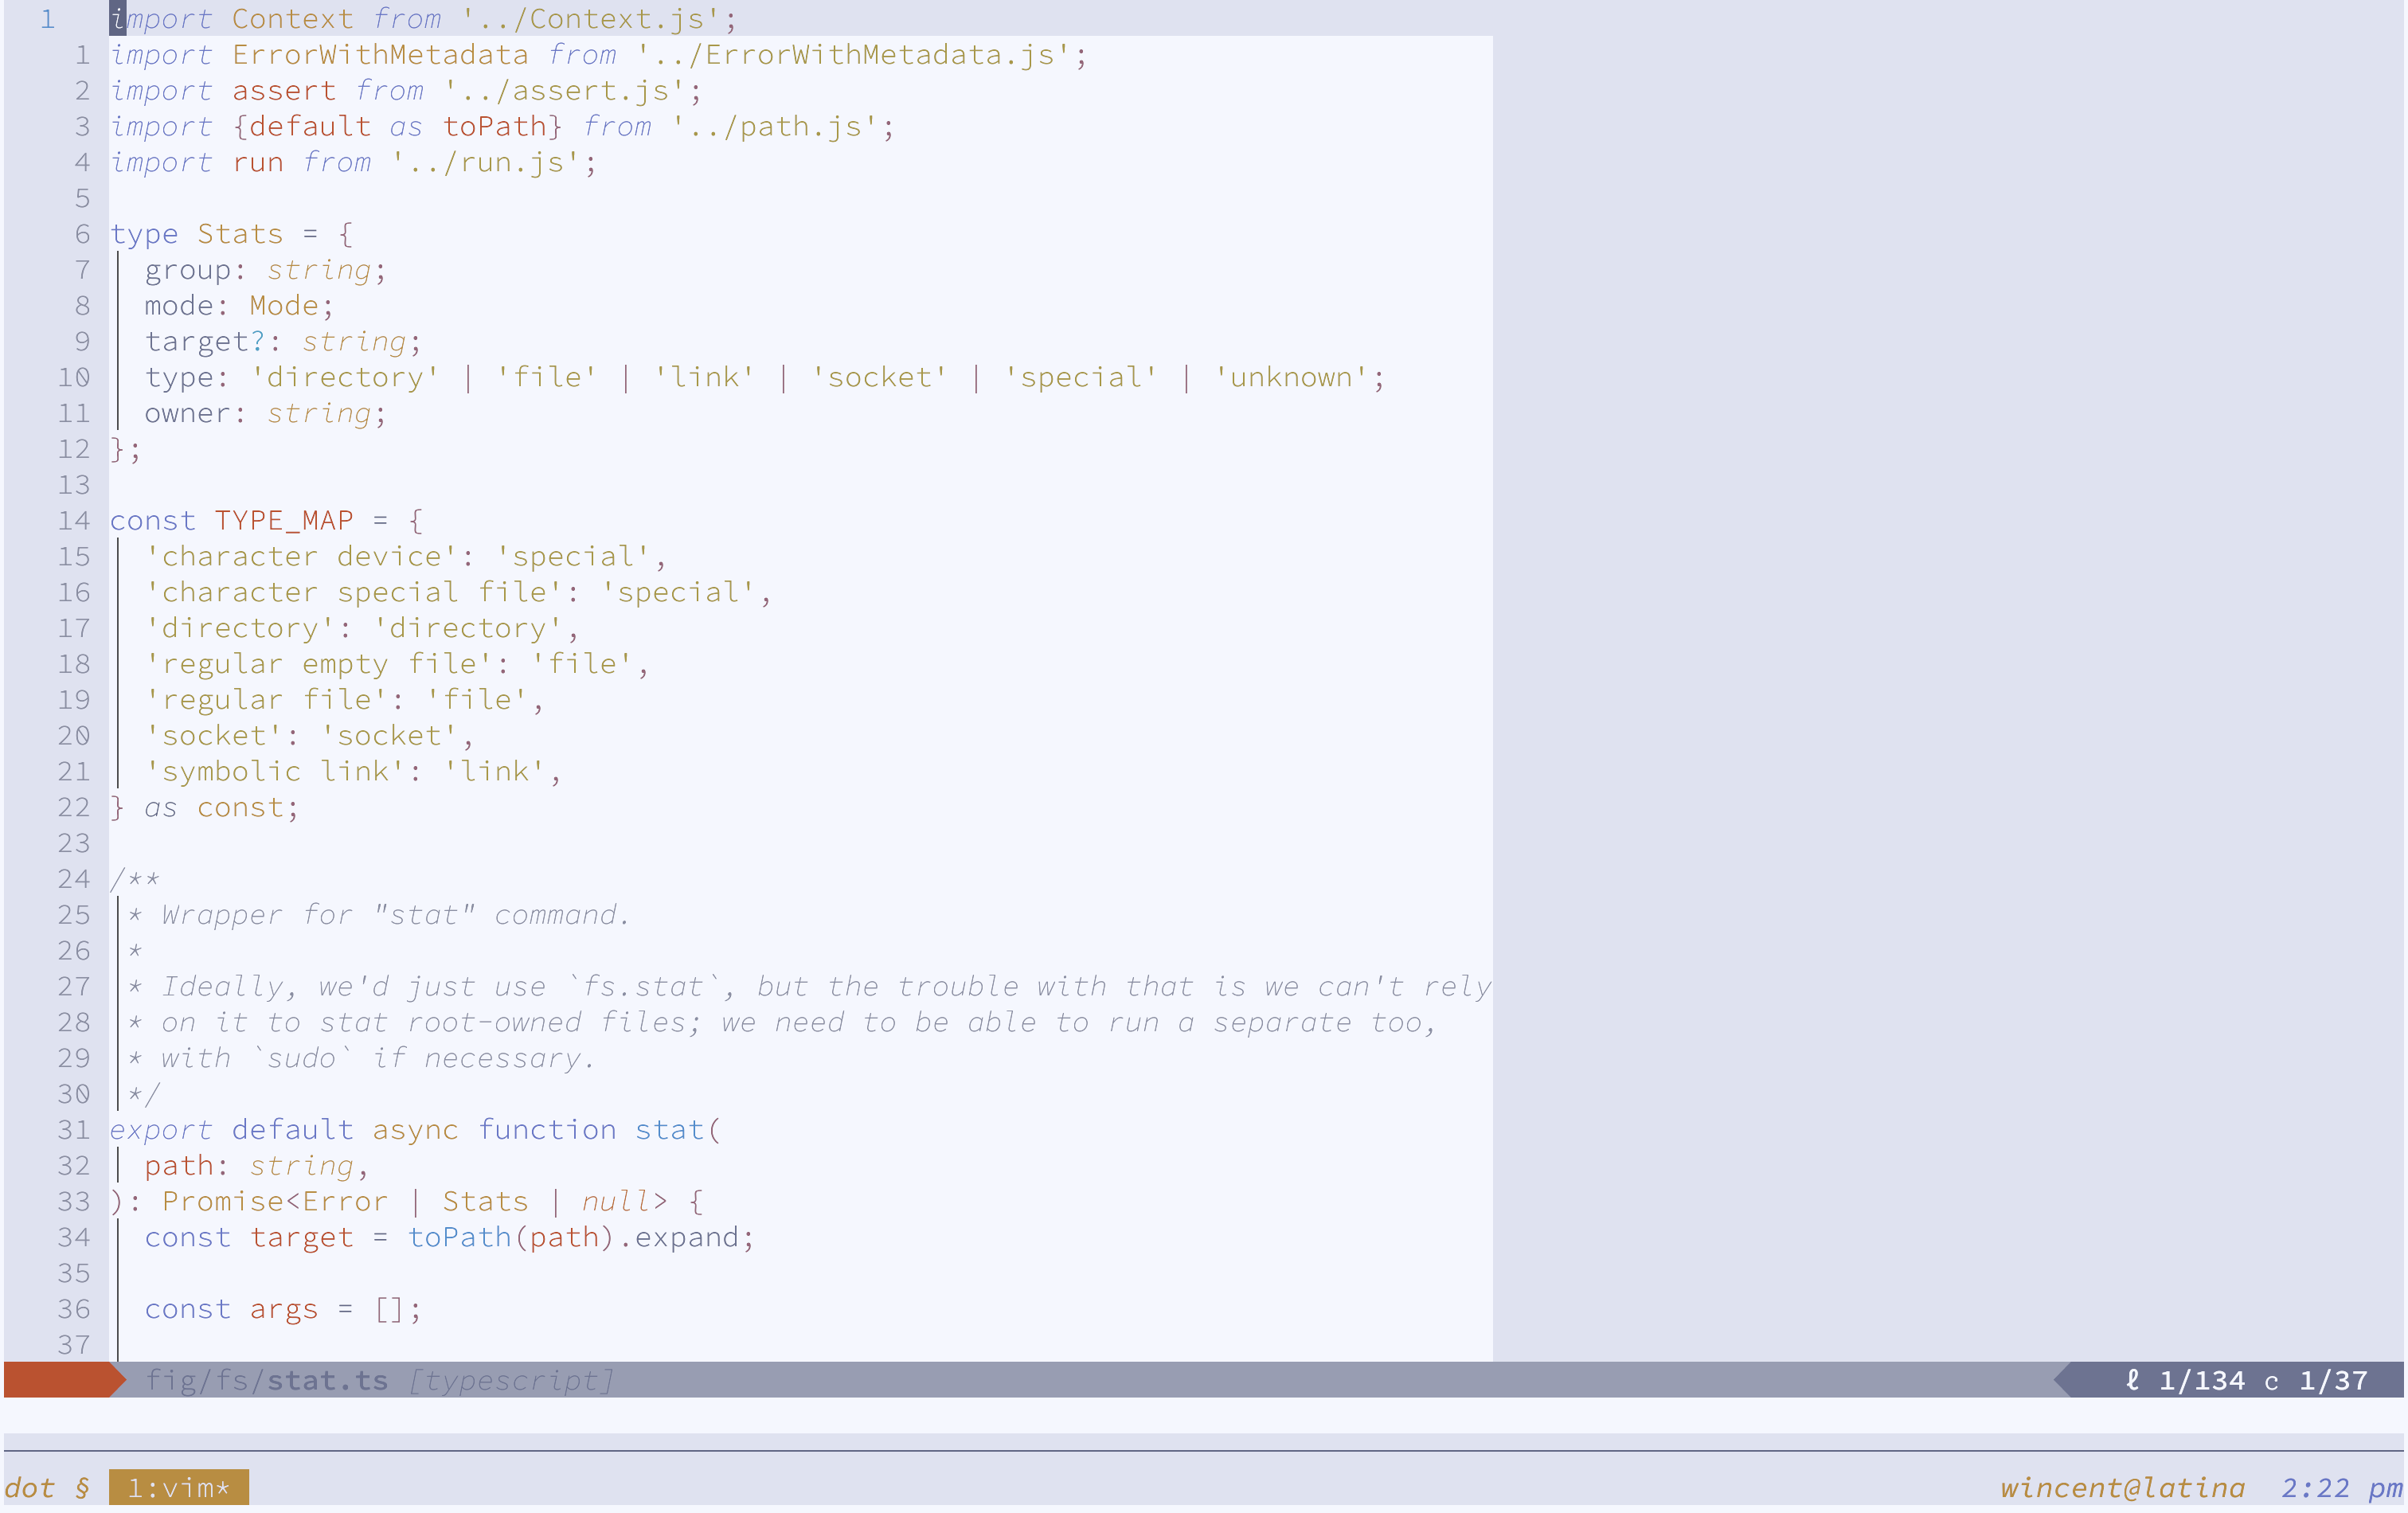 1 import Context from '../Context.js';
1 import ErrorWithMetadata from '../ErrorWithMetadata.js';
2 import assert from '../assert.js';
3 import {default as toPath} from '../path.js';
4 import run from '../run.js';
5
6 type Stats = {
7   group: string;
8   mode: Mode;
9   target?: string;
10   type: 'directory' | 'file' | 'link' | 'socket' | 'special' | 'unknown';
11   owner: string;
12 };
13
14 const TYPE_MAP = {
15   'character device': 'special',
16   'character special file': 'special',
17   'directory': 'directory',
18   'regular empty file': 'file',
19   'regular file': 'file',
20   'socket': 'socket',
21   'symbolic link': 'link',
22 } as const;
23
24 /**
25  * Wrapper for "stat" command.
26  *
27  * Ideally, we'd just use `fs.stat`, but the trouble with that is we can't rely
28  * on it to stat root-owned files; we need to be able to run a separate too,
29  * with `sudo` if necessary.
30  */
31 export default async function stat(
32   path: string,
33 ): Promise<Error | Stats | null> {
34   const target = toPath(path).expand;
35
36   const args = [];
37
fig/fs/stat.ts [typescript] ℓ 1/134 c 1/37
dot § 1:vim* wincent@latina 2:22 pm